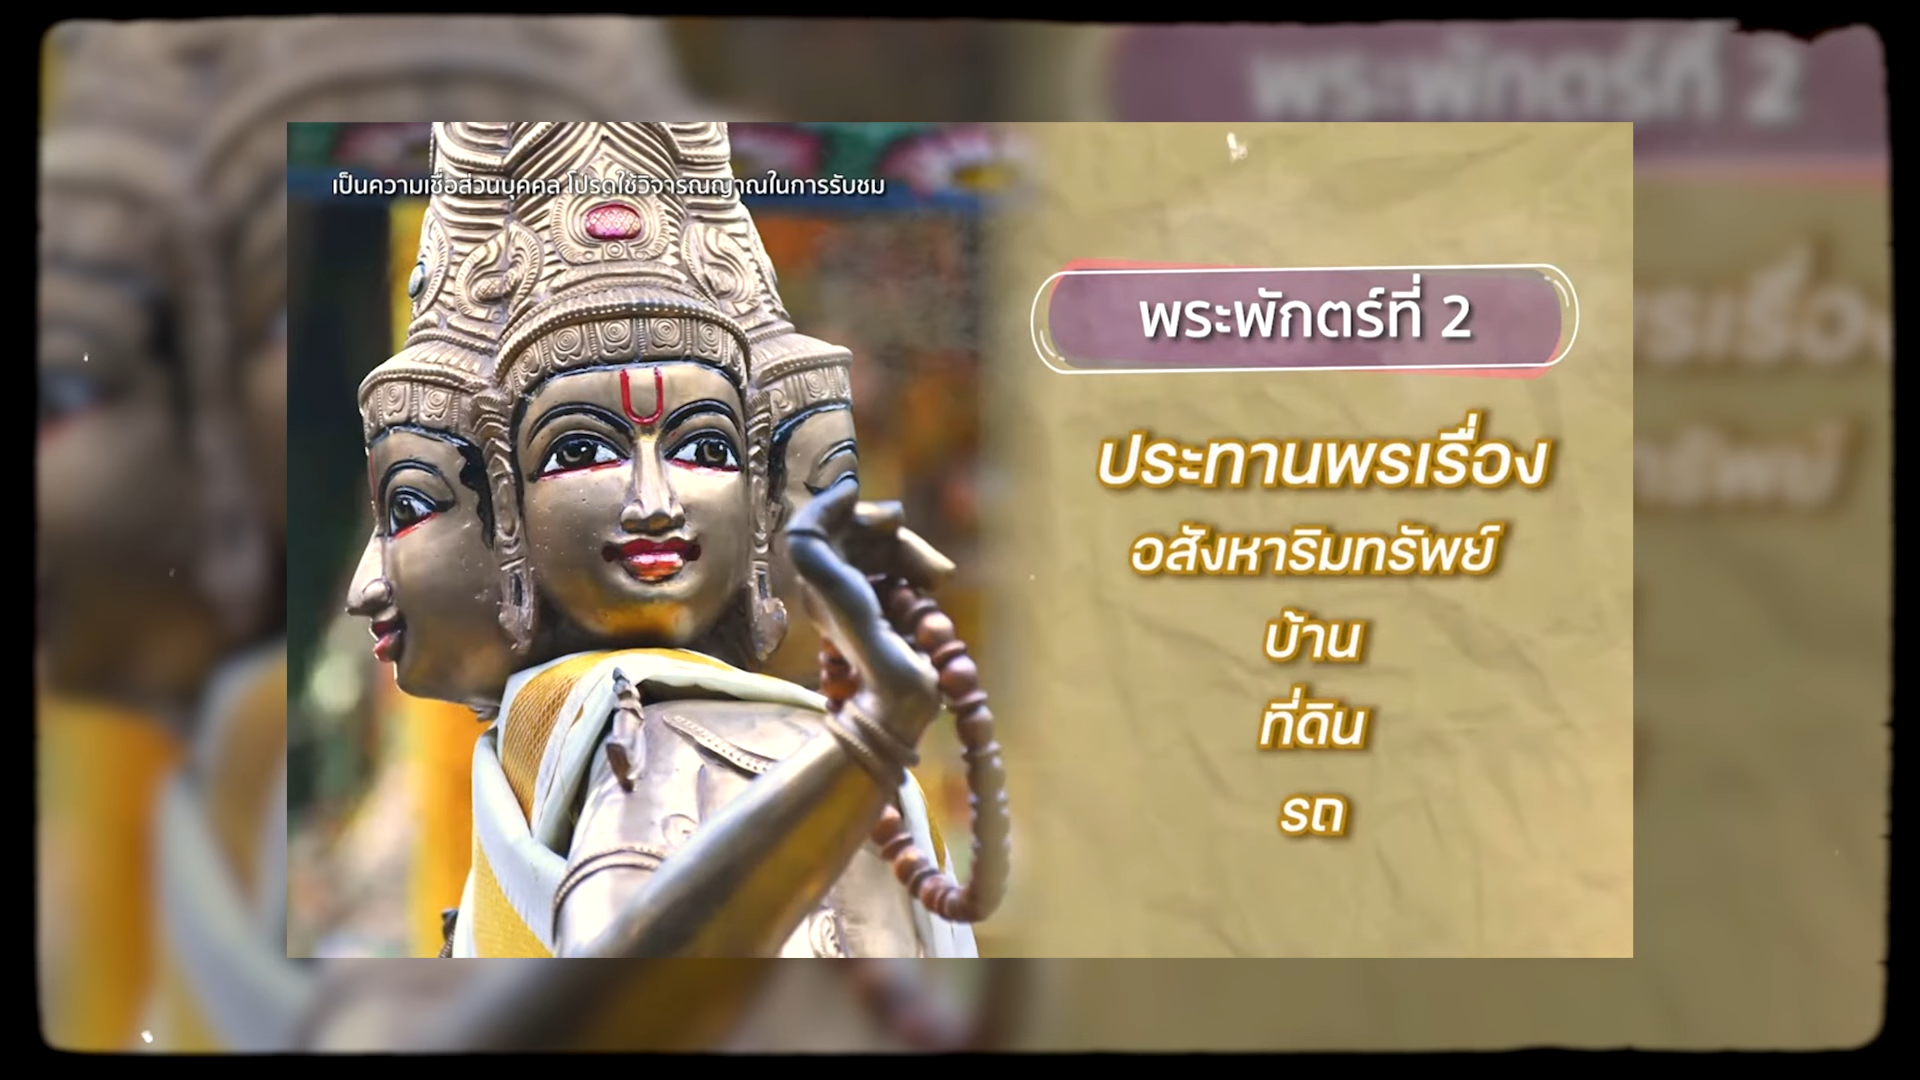 เป็นความเชื่อส่วนบุคคล โปรดใช้วิจารณญาณในการรับชม
พระพักตร์ที่ 2
ประทานพรเรื่อง
อสังหาริมทรัพย์
บ้าน
ที่ดิน
รถ